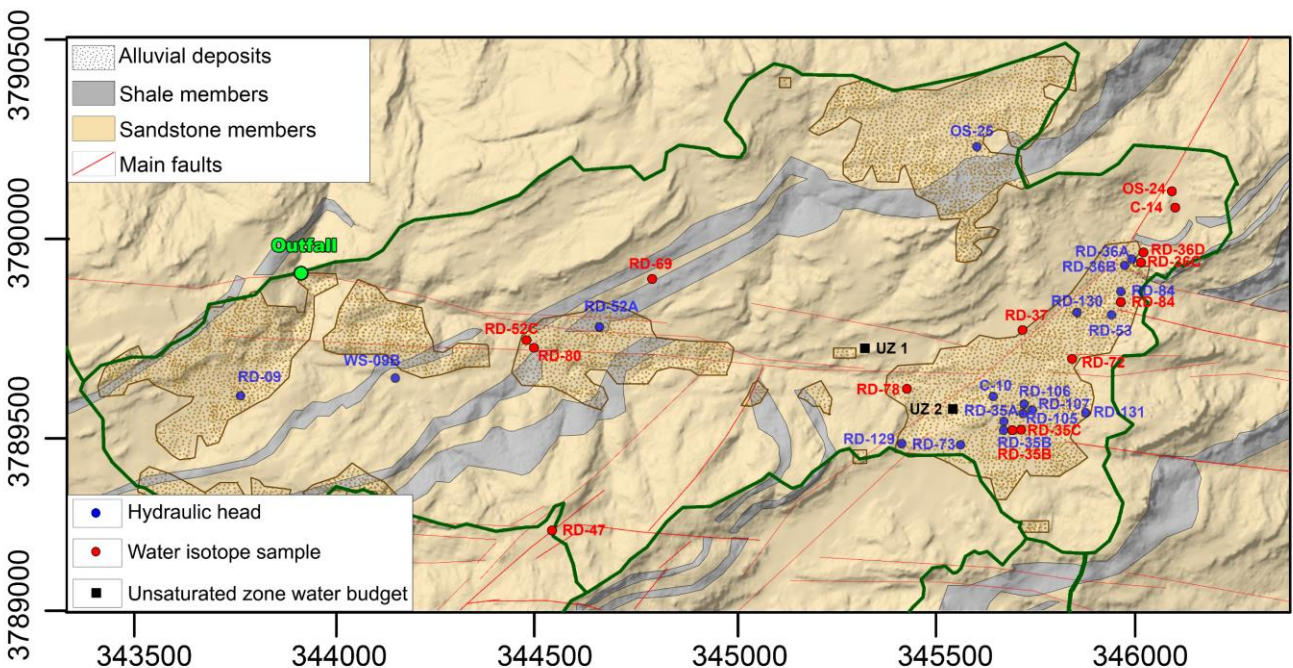 3790500
3790000
3789500
3789000
Alluvial deposits
Shale members
Sandstone members
Main faults
OS-25
OS-24
C-14
Outfall
RD-36A
RD-36D
RD-36B
RD-36C
RD-69
RD-84
RD-84
RD-130
RD-52A
RD-37
RD-53
RD-52C
RD-80
UZ 1
WS-09B
RD-72
RD-09
RD-78
C-10
RD-106
UZ 2
RD-107
RD-35A
RD-105
RD-131
RD-35C
RD-129
RD-73
RD-35B
RD-35B
Hydraulic head
RD-47
Water isotope sample
Unsaturated zone water budget
343500
344000
344500
345000
345500
346000